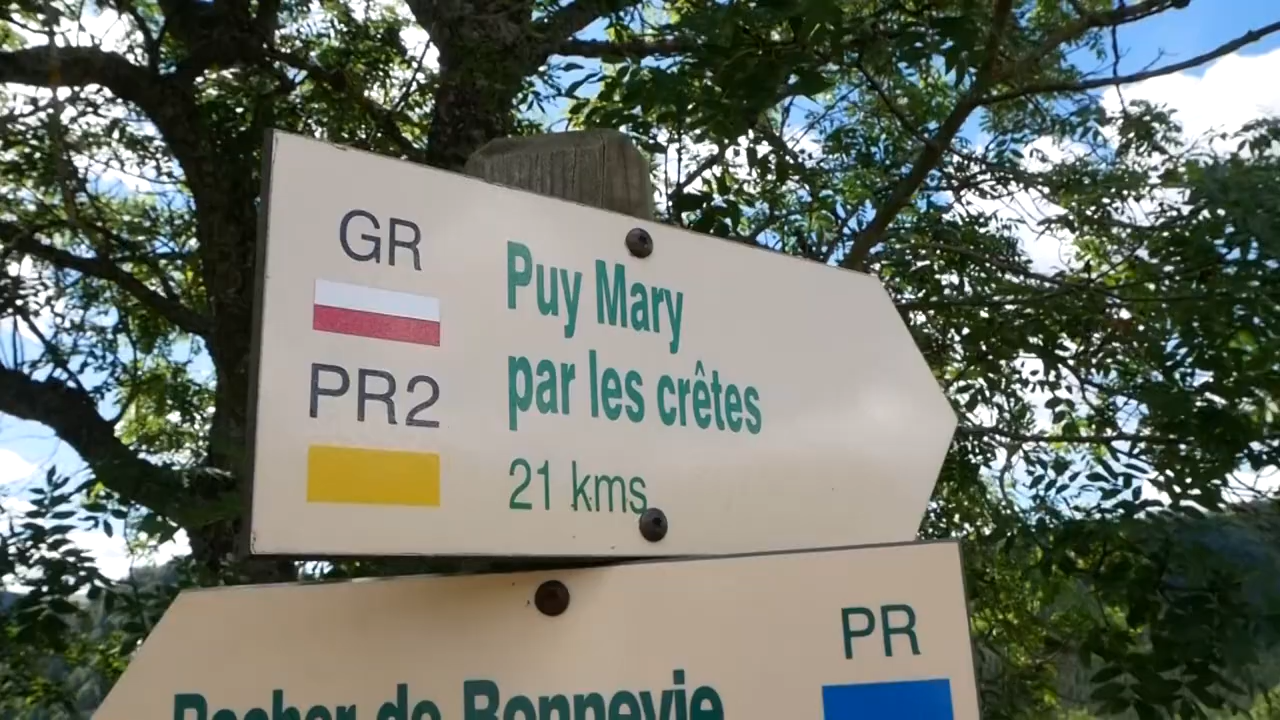 GR
PR2
Puy Mary
par les crêtes
21 kms
PR
Rocher de Bonnevie